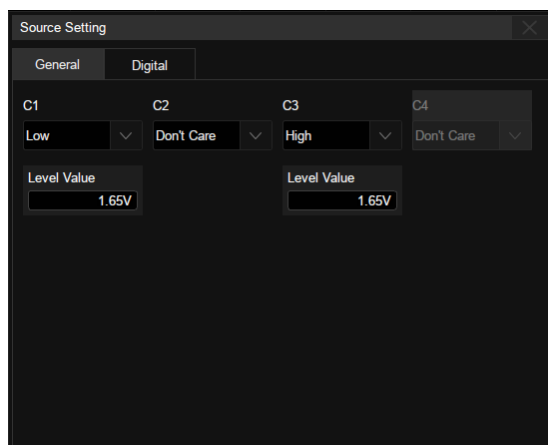 Source Setting
General Digital
C1 C2 C3 C4
Low Don't Care High Don't Care
Level Value Level Value
1.65V 1.65V